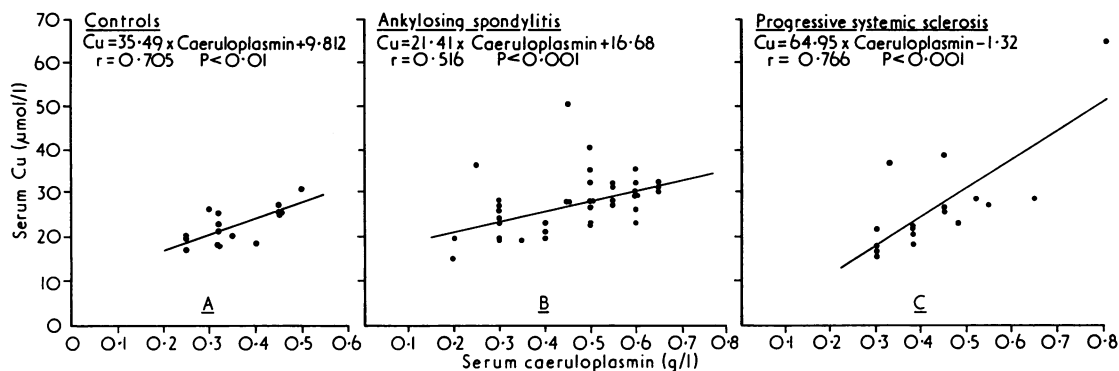 Controls
Cu=35·49 x Caeruloplasmin+9·812
r=0·705 P<0·01
Ankylosing spondylitis
Cu=21·41 x Caeruloplasmin+16·68
r=0·516 P<0·001
Progressive systemic sclerosis
Cu=64·95 x Caeruloplasmin−1·32
r= 0·766 P<0·001
Serum Cu (µmol/l)
70
60
50
40
30
20
10
0
A
B
C
0 0·1 0·2 0·3 0·4 0·5 0·6
0·1 0·2 0·3 0·4 0·5 0·6 0·7 0·8
0·1 0·2 0·3 0·4 0·5 0·6 0·7 0·8
Serum caeruloplasmin (g/l)